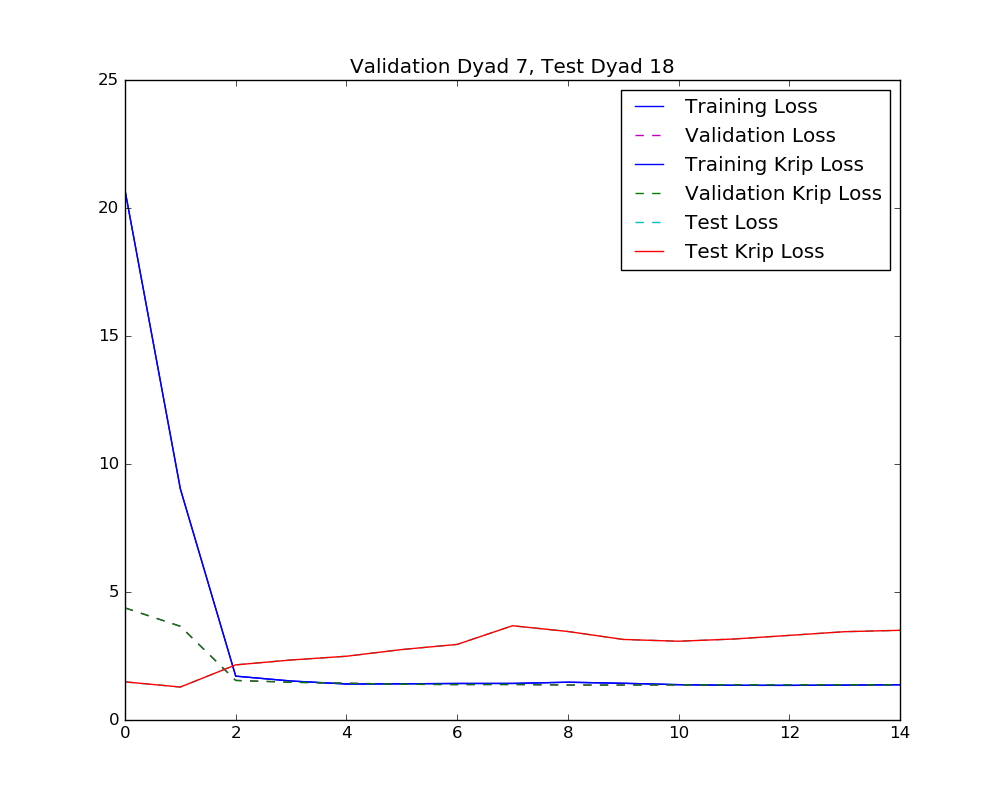 Validation Dyad 7, Test Dyad 18
25
20
15
10
5
0
Training Loss
Validation Loss
Training Krip Loss
Validation Krip Loss
Test Loss
Test Krip Loss
0 2 4 6 8 10 12 14